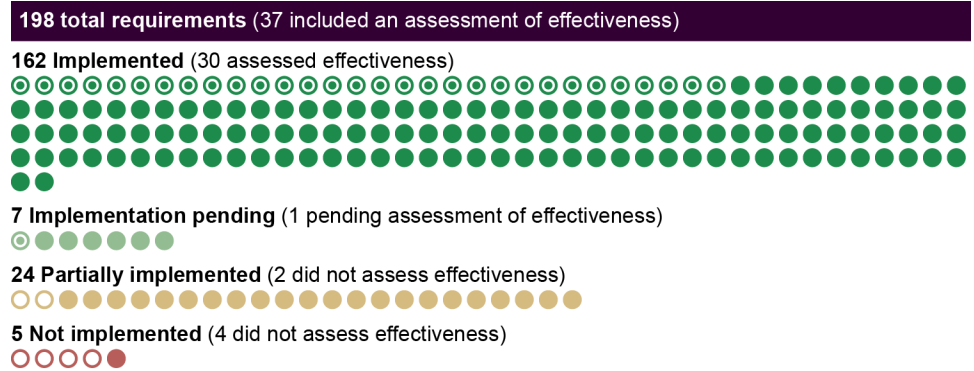 198 total requirements (37 included an assessment of effectiveness)
162 Implemented (30 assessed effectiveness)
7 Implementation pending (1 pending assessment of effectiveness)
24 Partially implemented (2 did not assess effectiveness)
5 Not implemented (4 did not assess effectiveness)